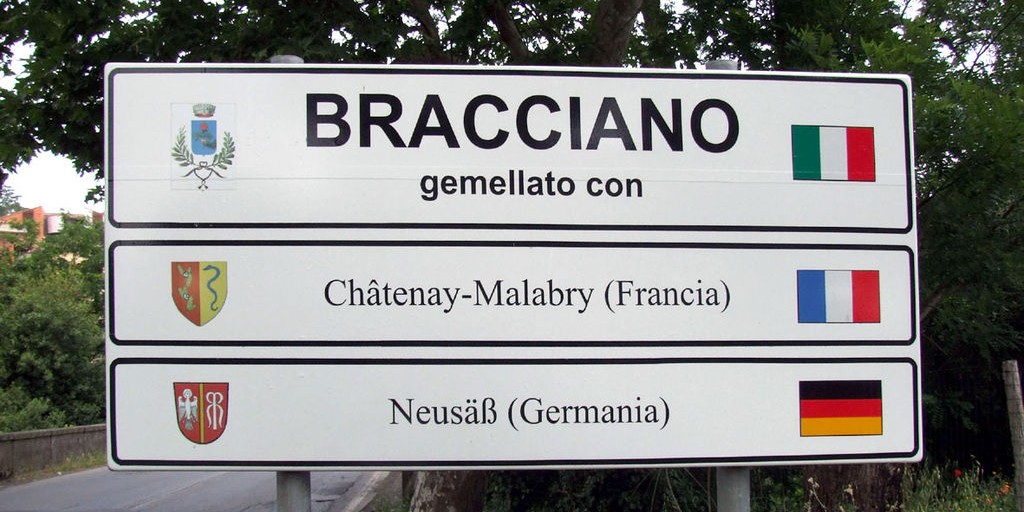 BRACCIANO
gemellato con
Châtenay-Malabry (Francia)
Neusäß (Germania)